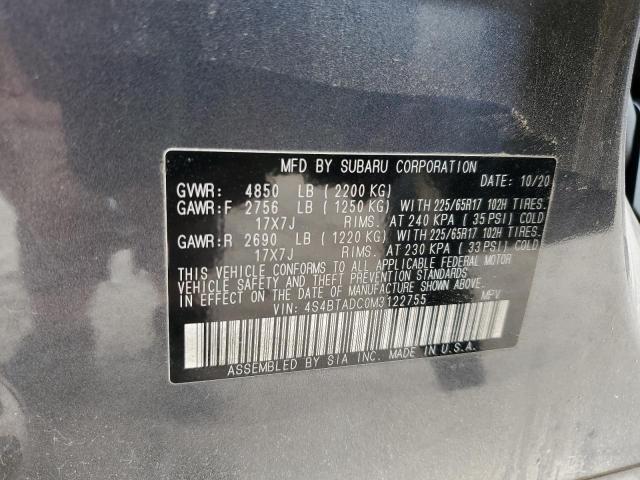 MFD BY SUBARU CORPORATION
DATE: 10/20
GVWR: 4850 LB (2200 KG)
GAWR:F 2756 LB (1250 KG) WITH 225/65R17 102H TIRES.
17X7J RIMS. AT 240 KPA (35 PSI) COLD
GAWR:R 2690 LB (1220 KG) WITH 225/65R17 102H TIRES.
17X7J RIMS. AT 230 KPA (33 PSI) COLD
THIS VEHICLE CONFORMS TO ALL APPLICABLE FEDERAL MOTOR
VEHICLE SAFETY AND THEFT PREVENTION STANDARDS IN EFFECT
ON THE DATE OF MANUFACTURE SHOWN ABOVE.
VIN: 4S4BTADC0M3122755 MPV
ASSEMBLED BY SIA INC. MADE IN U.S.A.